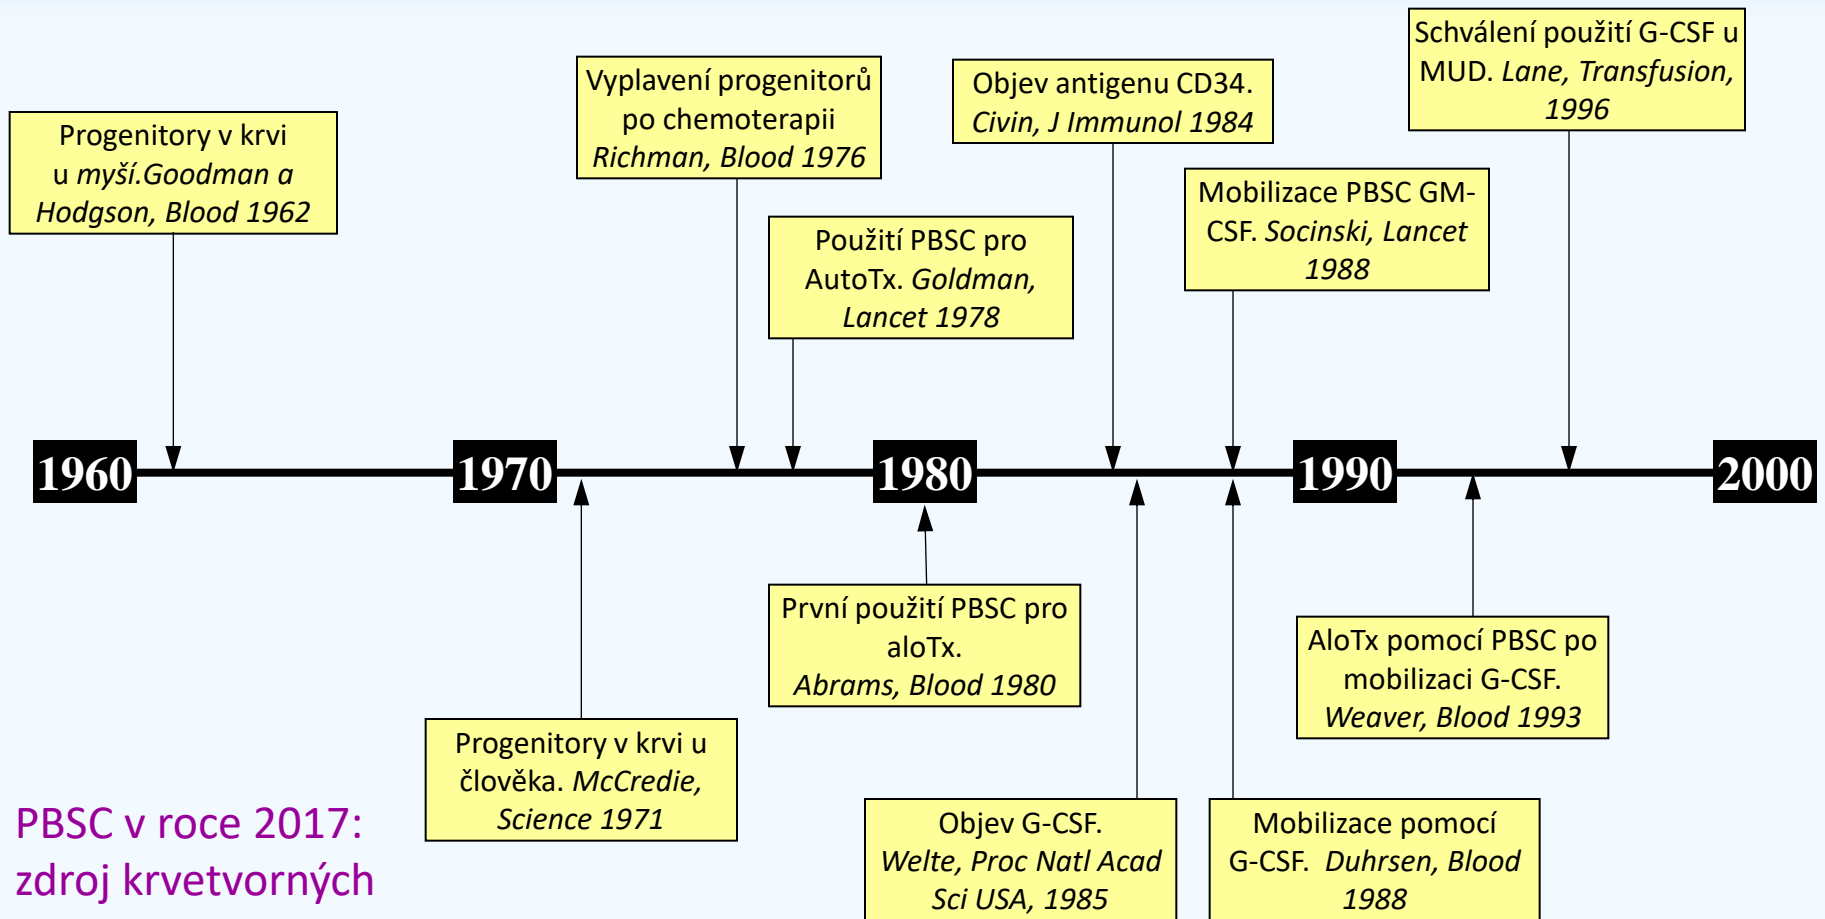 Progenitory v krvi
u myší.Goodman a
Hodgson, Blood 1962
Vyplavení progenitorů
po chemoterapii
Richman, Blood 1976
Použití PBSC pro
AutoTx. Goldman,
Lancet 1978
Objev antigenu CD34.
Civin, J Immunol 1984
Mobilizace PBSC GM-
CSF. Socinski, Lancet
1988
Schválení použití G-CSF u
MUD. Lane, Transfusion,
1996
1960
1970
1980
1990
2000
Progenitory v krvi u
člověka. McCredie,
Science 1971
První použití PBSC pro
aloTx.
Abrams, Blood 1980
Objev G-CSF.
Welte, Proc Natl Acad
Sci USA, 1985
Mobilizace pomocí
G-CSF. Duhrsen, Blood
1988
AloTx pomocí PBSC po
mobilizaci G-CSF.
Weaver, Blood 1993
PBSC v roce 2017:
zdroj krvetvorných